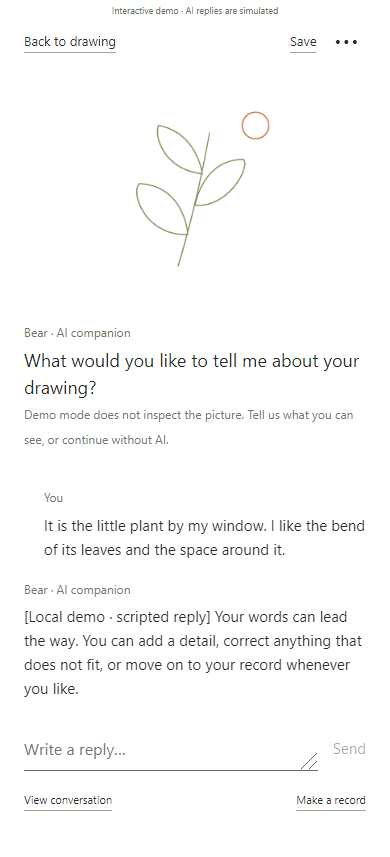 Interactive demo · AI replies are simulated
Back to drawing
Save
Bear · AI companion
What would you like to tell me about your
drawing?
Demo mode does not inspect the picture. Tell us what you can
see, or continue without AI.
You
It is the little plant by my window. I like the bend
of its leaves and the space around it.
Bear · AI companion
[Local demo · scripted reply] Your words can lead
the way. You can add a detail, correct anything that
does not fit, or move on to your record whenever
you like.
Write a reply...
Send
View conversation
Make a record